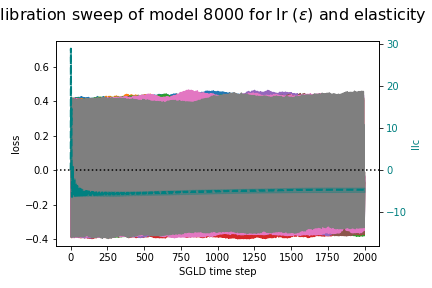 libration sweep of model 8000 for lr (ε) and elasticity
0.6
0.4
0.2
0.0
−0.2
−0.4
loss
30
20
10
0
−10
llc
0 250 500 750 1000 1250 1500 1750 2000
SGLD time step